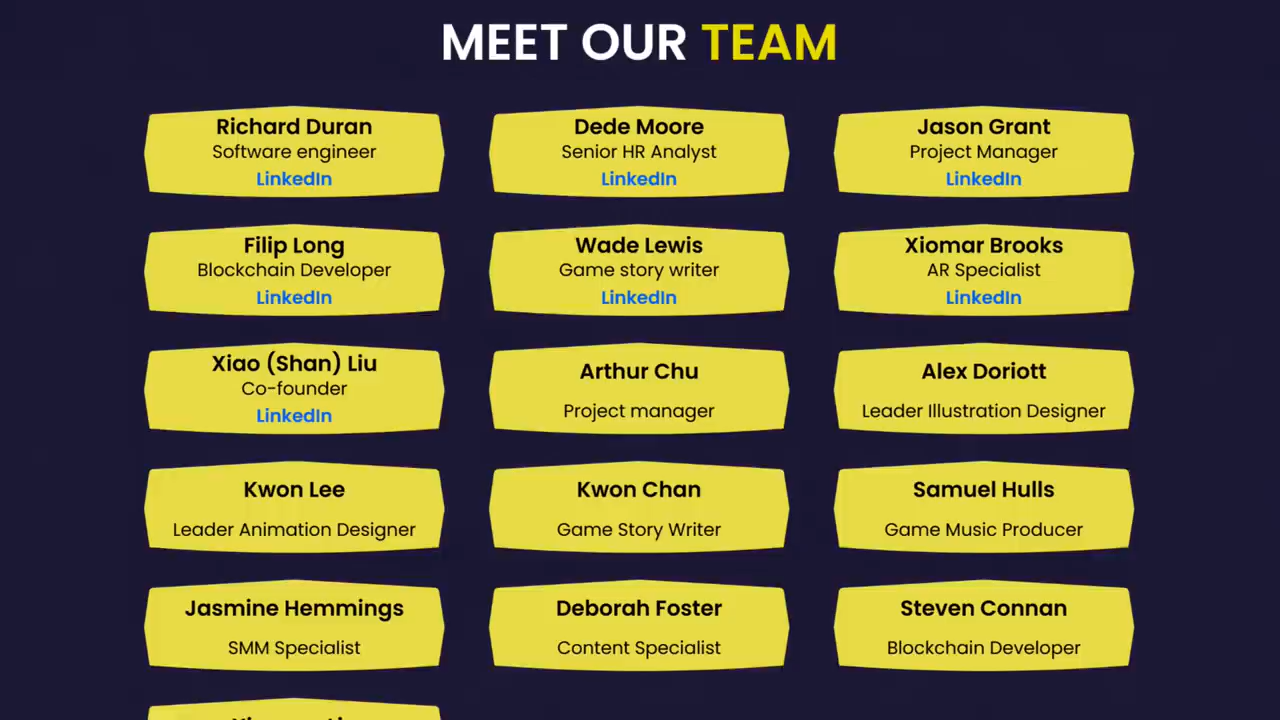 MEET OUR TEAM
Richard Duran
Software engineer
LinkedIn
Dede Moore
Senior HR Analyst
LinkedIn
Jason Grant
Project Manager
LinkedIn
Filip Long
Blockchain Developer
LinkedIn
Wade Lewis
Game story writer
LinkedIn
Xiomar Brooks
AR Specialist
LinkedIn
Xiao (Shan) Liu
Co-founder
LinkedIn
Arthur Chu
Project manager
Alex Doriott
Leader Illustration Designer
Kwon Lee
Leader Animation Designer
Kwon Chan
Game Story Writer
Samuel Hulls
Game Music Producer
Jasmine Hemmings
SMM Specialist
Deborah Foster
Content Specialist
Steven Connan
Blockchain Developer